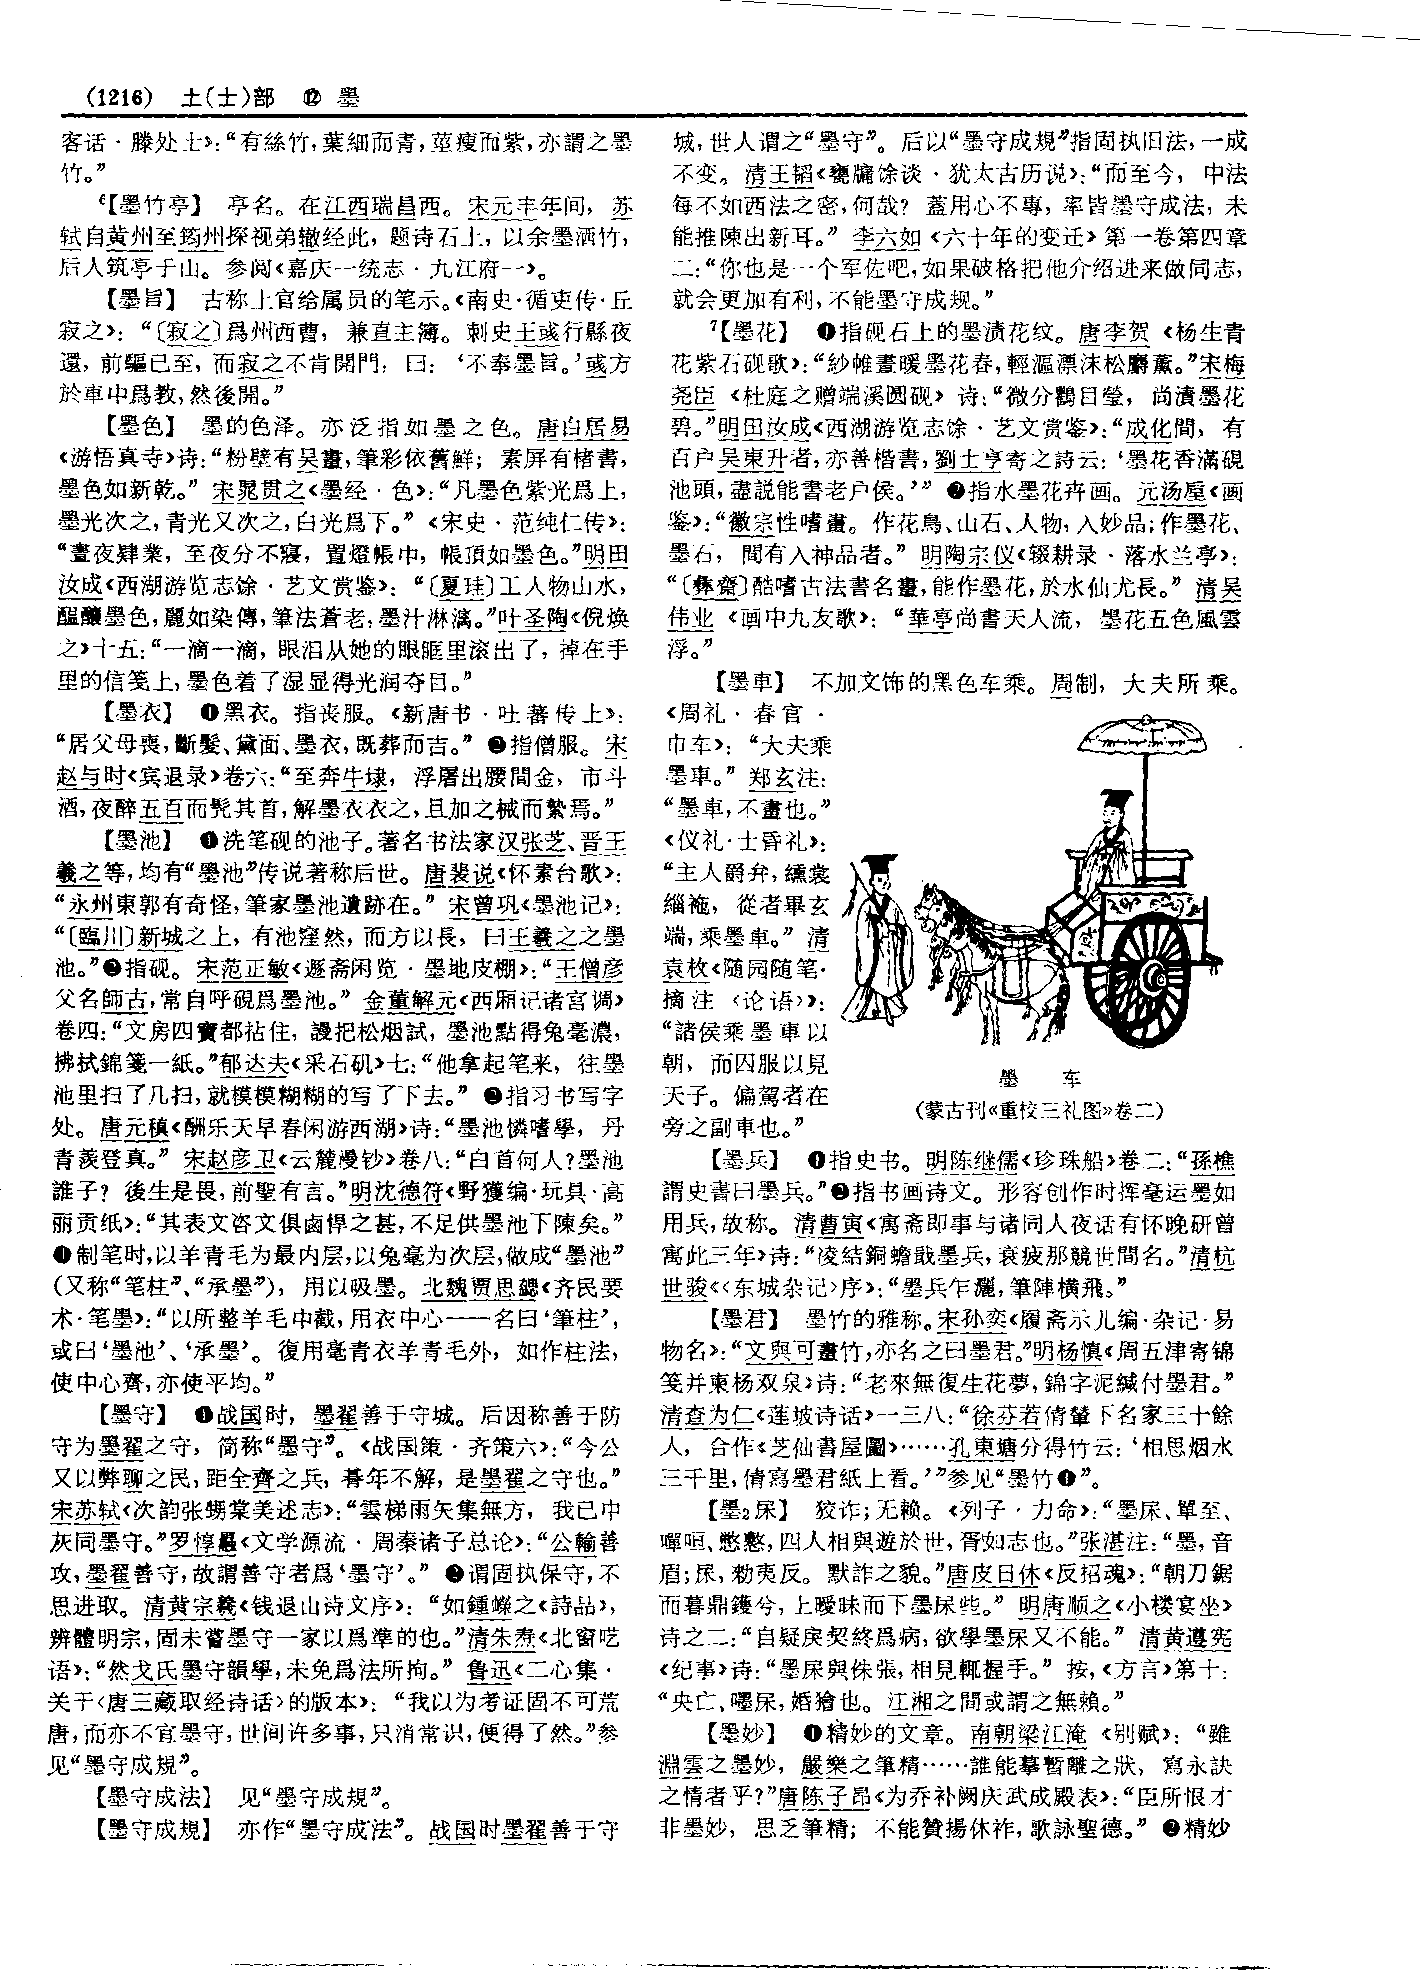 (1216) 土(士)部 ⑫ 墨
客话·滕处士》：“有絲竹，葉細而青，莖瘦而紫，亦謂之墨
竹。”
6【墨竹亭】 亭名。在江西瑞昌西。宋元丰年间，苏
轼自黄州至筠州探视弟辙经此，题诗石上，以余墨洒竹，
后人筑亭于山。参阅《嘉庆一统志·九江府一》。
【墨旨】 古称上官给属员的笔示。《南史·循吏传·丘
寂之》：“〔寂之〕爲州西曹，兼直主簿。刺史王彧行縣夜
還，前驅已至，而寂之不肯開門，曰：‘不奉墨旨。’彧方
於車中爲教，然後開。”
【墨色】 墨的色泽。亦泛指如墨之色。唐白居易
《游悟真寺》诗：“粉壁有吴畫，筆彩依舊鮮；素屏有褚書，
墨色如新乾。”宋晁贯之《墨经·色》：“凡墨色紫光爲上，
墨光次之，青光又次之，白光爲下。”《宋史·范纯仁传》：
“晝夜肄業，至夜分不寢，置燈帳中，帳頂如墨色。”明田
汝成《西湖游览志馀·艺文赏鉴》：“〔夏珪〕工人物山水，
醖釀墨色，麗如染傅，筆法蒼老，墨汁淋漓。”叶圣陶《倪焕
之》十五：“一滴一滴，眼泪从她的眼眶里滚出了，掉在手
里的信笺上，墨色着了湿显得光润夺目。”
【墨衣】 ❶黑衣。指丧服。《新唐书·吐蕃传上》：
“居父母喪，斷髮、黛面、墨衣，既葬而吉。”❷指僧服。宋
赵与时《宾退录》卷六：“至奔牛埭，浮屠出腰間金，市斗
酒，夜醉五百而髡其首，解墨衣衣之，且加之械而縶焉。”
【墨池】 ❶洗笔砚的池子。著名书法家汉张芝、晋王
羲之等，均有“墨池”传说著称后世。唐裴说《怀素台歌》：
“永州東郭有奇怪，筆冢墨池遺跡在。”宋曾巩《墨池记》：
“〔臨川〕新城之上，有池窪然，而方以長，曰王羲之之墨
池。”❷指砚。宋范正敏《遯斋闲览·墨地皮棚》：“王僧彦
父名師古，常自呼硯爲墨池。”金董解元《西厢记诸宫调》
卷四：“文房四寶都拈住，謾把松烟試，墨池點得兔毫濃，
拂拭錦箋一紙。”郁达夫《采石矶》七：“他拿起笔来，往墨
池里扫了几扫，就模模糊糊的写了下去。”❸指习书写字
处。唐元稹《酬乐天早春闲游西湖》诗：“墨池憐嗜學，丹
青羨登真。”宋赵彦卫《云麓漫钞》卷八：“白首何人？墨池
誰子？後生是畏，前聖有言。”明沈德符《野獲编·玩具·高
丽贡纸》：“其表文咨文俱卤悍之甚，不足供墨池下陳矣。”
❹制笔时，以羊青毛为最内层，以兔毫为次层，做成“墨池”
（又称“笔柱”、“承墨”），用以吸墨。北魏贾思勰《齐民要
术·笔墨》：“以所整羊毛中截，用衣中心——名曰‘筆柱’，
或曰‘墨池’、‘承墨’。復用毫青衣羊青毛外，如作柱法，
使中心齊，亦使平均。”
【墨守】 ❶战国时，墨翟善于守城。后因称善于防
守为墨翟之守，简称“墨守”。《战国策·齐策六》：“今公
又以弊聊之民，距全齊之兵，朞年不解，是墨翟之守也。”
宋苏轼《次韵张甥棠美述志》：“雲梯雨矢集無方，我已中
灰同墨守。”罗惇曧《文学源流·周秦诸子总论》：“公輸善
攻，墨翟善守，故謂善守者爲‘墨守’。”❷谓固执保守，不
思进取。清黄宗羲《钱退山诗文序》：“如鍾嶸之《詩品》，
辨體明宗，固未嘗墨守一家以爲準的也。”清朱焘《北窗呓
语》：“然戈氏墨守韻學，未免爲法所拘。”鲁迅《二心集·
关于〈唐三藏取经诗话〉的版本》：“我以为考证固不可荒
唐，而亦不宜墨守，世间许多事，只消常识，便得了然。”参
见“墨守成規”。
【墨守成法】 见“墨守成規”。
【墨守成規】 亦作“墨守成法”。战国时墨翟善于守
城，世人谓之“墨守”。后以“墨守成規”指固执旧法，一成
不变。清王韬《甕牖馀谈·犹太古历说》：“而至今，中法
每不如西法之密，何哉？蓋用心不專，率皆墨守成法，未
能推陳出新耳。”李六如《六十年的变迁》第一卷第四章
二：“你也是一个军佐吧，如果破格把他介绍进来做同志，
就会更加有利，不能墨守成规。”
7【墨花】 ❶指砚石上的墨渍花纹。唐李贺《杨生青
花紫石砚歌》：“紗帷晝暖墨花春，輕漚漂沫松麝薰。”宋梅
尧臣《杜庭之赠端溪圆砚》诗：“微分鸜目瑩，尚漬墨花
碧。”明田汝成《西湖游览志馀·艺文赏鉴》：“成化間，有
百户吴東升者，亦善楷書，劉士亨寄之詩云：‘墨花香滿硯
池頭，盡説能書老户侯。’”❷指水墨花卉画。元汤垕《画
鉴》：“徽宗性嗜畫。作花鳥、山石、人物，入妙品；作墨花、
墨石，間有入神品者。”明陶宗仪《辍耕录·落水兰亭》：
“〔彝齋〕酷嗜古法書名畫，能作墨花，於水仙尤長。”清吴
伟业《画中九友歌》：“華亭尚書天人流，墨花五色風雲
浮。”
【墨車】 不加文饰的黑色车乘。周制，大夫所乘。
《周礼·春官·
巾车》：“大夫乘
墨車。”郑玄注：
“墨車，不畫也。”
《仪礼·士昏礼》：
“主人爵弁，纁裳
緇袘，從者畢玄
端，乘墨車。”清
袁枚《随园随笔·
摘注〈论语〉》：
“諸侯乘墨車以
朝，而囚服以見
天子。偏駕者在
旁之副車也。”
墨 车
（蒙古刊《重校三礼图》卷二）
【墨兵】 ❶指史书。明陈继儒《珍珠船》卷二：“孫樵
謂史書曰墨兵。”❷指书画诗文。形容创作时挥毫运墨如
用兵，故称。清曹寅《寓斋即事与诸同人夜话有怀晚研曾
寓此三年》诗：“凌結銅蟾戢墨兵，衰疲那競世間名。”清杭
世骏《〈东城杂记〉序》：“墨兵乍灑，筆陣横飛。”
【墨君】 墨竹的雅称。宋孙奕《履斋示儿编·杂记·易
物名》：“文與可畫竹，亦名之曰墨君。”明杨慎《周五津寄锦
笺并柬杨双泉》诗：“老來無復生花夢，錦字泥緘付墨君。”
清查为仁《莲坡诗话》一三八：“徐芬若倩輦下名家三十餘
人，合作《芝仙書屋圖》……孔東塘分得竹云：‘相思烟水
三千里，倩寫墨君紙上看。’”参见“墨竹❶”。
【墨₂尿】 狡诈；无赖。《列子·力命》：“墨尿、單至、
嘽咺、憋懯，四人相與遊於世，胥如志也。”张湛注：“墨，音
眉；尿，勑夷反。默詐之貌。”唐皮日休《反招魂》：“朝刀鋸
而暮鼎鑊兮，上曖昧而下墨尿些。”明唐顺之《小楼宴坐》
诗之二：“自疑戾契終爲病，欲學墨尿又不能。”清黄遵宪
《纪事》诗：“墨尿與侏張，相見輒握手。”按，《方言》第十：
“央亡、嚜尿，婚獪也。江湘之間或謂之無賴。”
【墨妙】 ❶精妙的文章。南朝梁江淹《别赋》：“雖
淵雲之墨妙，嚴樂之筆精……誰能摹暫離之狀，寫永訣
之情者乎？”唐陈子昂《为乔补阙庆武成殿表》：“臣所恨才
非墨妙，思乏筆精；不能贊揚休祚，歌詠聖德。”❷精妙